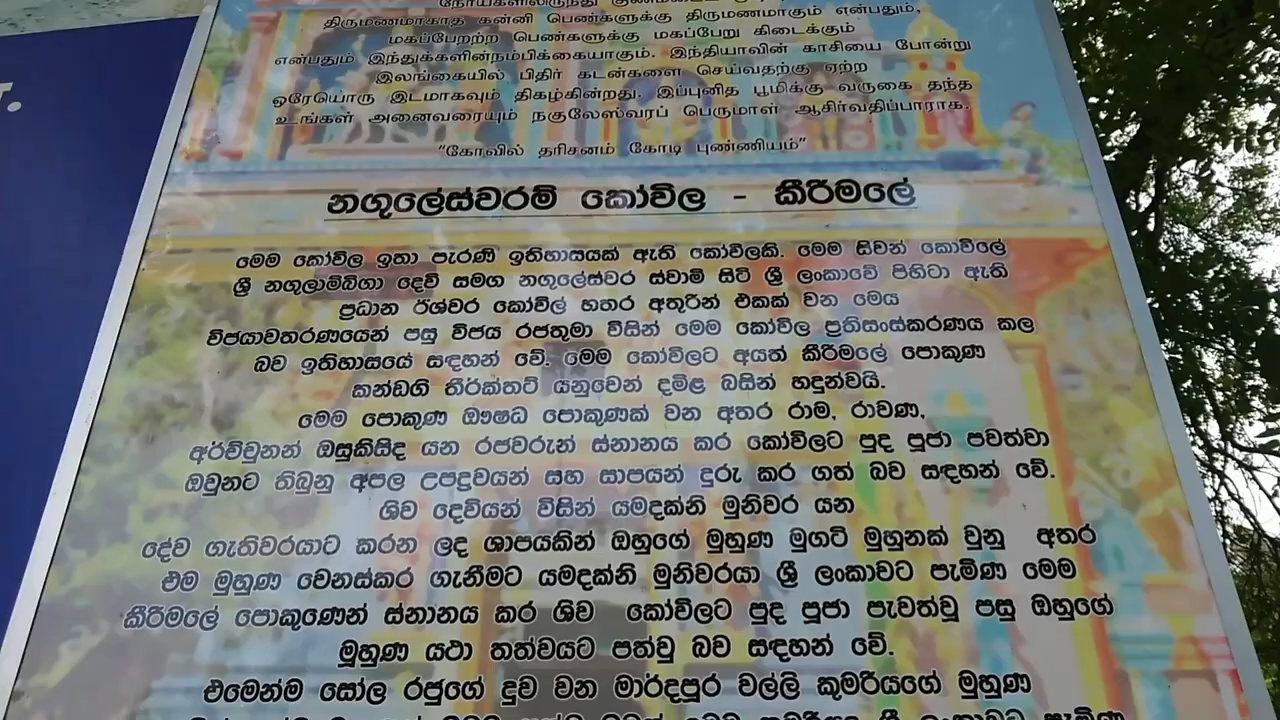 திருமணமாகாத கன்னி பெண்களுக்கு திருமணமாகும் என்பதும்,
மகப்பேறற்ற பெண்களுக்கு மகப்பேறு கிடைக்கும்
என்பதும் இந்துக்களின்நம்பிக்கையாகும். இந்தியாவின் காசியை போன்று
இலங்கையில் பிதிர் கடன்களை செய்வதற்கு ஏற்ற
ஒரேயொரு இடமாகவும் திகழ்கின்றது. இப்புனித பூமிக்கு வருகை தந்த
உங்கள் அனைவரையும் நகுலேஸ்வரப் பெருமாள் ஆசிர்வதிப்பாராக.
“கோவில் தரிசனம் கோடி புண்ணியம்”
නගුලේස්වරම් කෝවිල - කීරිමලේ
මෙම කෝවිල ඉතා පැරණි ඉතිහාසයක් ඇති කෝවිලකි. මෙම සිවන් කොවිලේ
ශ්‍රී නගුලාම්බිගා දෙවි සමග නගුලේස්වර ස්වාමි සිටි ශ්‍රී ලංකාවේ පිහිටා ඇති
ප්‍රධාන ඊශ්වර කෝවිල් හතර අතුරින් එකක් වන මෙය
විජයාවතරණයෙන් පසු විජය රජතුමා විසින් මෙම කෝවිල ප්‍රතිසංස්කරණය කල
බව ඉතිහාසයේ සඳහන් වේ. මෙම කෝවිලට අයත් කීරිමලේ පොකුණ
කන්ඩගි තීර්ක්තට් යනුවෙන් දමිළ බසින් හදුන්වයි.
මෙම පොකුණ ඖෂධ පොකුණක් වන අතර රාම, රාවණ,
අර්ච්චුනන් ඔසුකිසිද යන රජවරුන් ස්නානය කර කෝවිලට පුද පූජා පවත්වා
ඔවුනට තිබුනු අපල උපද්‍රවයන් සහ සාපයන් දුරු කර ගත් බව සඳහන් වේ.
ශිව දෙවියන් විසින් යමදක්නි මුනිවර යන
දේව ගැතිවරයාට කරන ලද ශාපයකින් ඔහුගේ මුහුණ මුගටි මුහුනක් වුනු අතර
එම මුහුණ වෙනස්කර ගැනීමට යමදක්නි මුනිවරයා ශ්‍රී ලංකාවට පැමිණ මෙම
කීරිමලේ පොකුණෙන් ස්නානය කර ශිව කෝවිලට පුද පූජා පැවත්වූ පසු ඔහුගේ
මූහුණ යථා තත්වයට පත්වු බව සඳහන් වේ.
එමෙන්ම සෝල රජුගේ දුව වන මාර්දපූර වල්ලි කුමරියගේ මුහුණ